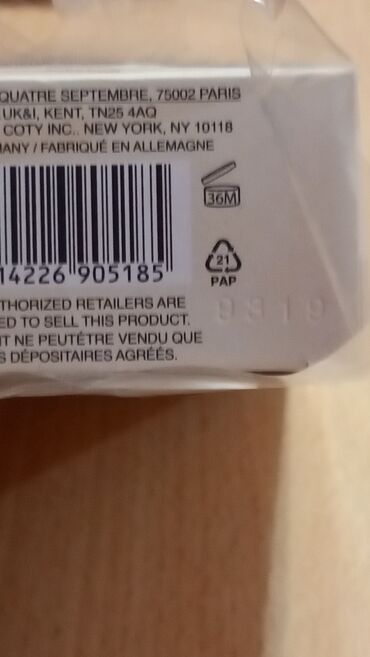 QUATRE SEPTEMBRE, 75002 PARIS
UK&I, KENT, TN25 4AQ
COTY INC.. NEW YORK, NY 10118
ANY / FABRIQUÉ EN ALLEMAGNE
36M
21
PAP
14226 905185
THORIZED RETAILERS ARE
ED TO SELL THIS PRODUCT.
IT NE PEUTÊTRE VENDU QUE
S DÉPOSITAIRES AGRÉÉS.
9319